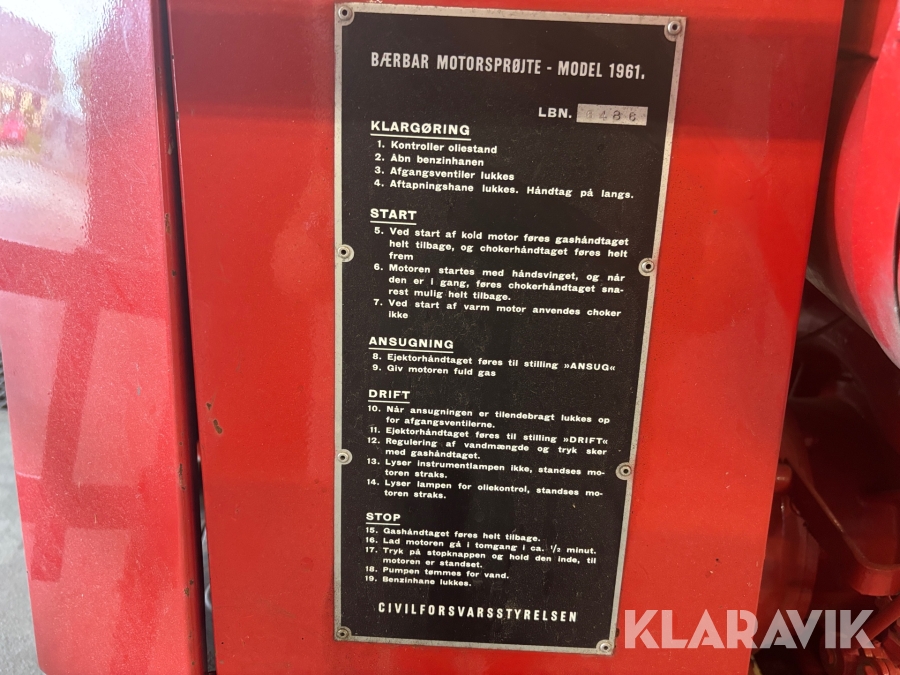 BÆRBAR MOTORSPRØJTE - MODEL 1961.
LBN. 1486
KLARGØRING
1. Kontroller oliestand
2. Åbn benzinhanen
3. Afgangsventiler lukkes
4. Aftapningshane lukkes. Håndtag på langs.
START
5. Ved start af kold motor føres gashåndtaget
helt tilbage, og chokerhåndtaget føres helt
frem
6. Motoren startes med håndsvinget, og når
den er i gang, føres chokerhåndtaget sna-
rest mulig helt tilbage.
7. Ved start af varm motor anvendes choker
ikke
ANSUGNING
8. Ejektorhåndtaget føres til stilling »ANSUG«
9. Giv motoren fuld gas
DRIFT
10. Når ansugningen er tilendebragt lukkes op
for afgangsventilerne.
11. Ejektorhåndtaget føres til stilling »DRIFT«
12. Regulering af vandmængde og tryk sker
med gashåndtaget.
13. Lyser instrumentlampen ikke, standses mo-
toren straks.
14. Lyser lampen for oliekontrol, standses mo-
toren straks.
STOP
15. Gashåndtaget føres helt tilbage.
16. Lad motoren gå i tomgang i ca. 1/2 minut.
17. Tryk på stopknappen og hold den inde, til
motoren er standset.
18. Pumpen tømmes for vand.
19. Benzinhane lukkes.
CIVILFORSVARSSTYRELSEN
KLARAVIK